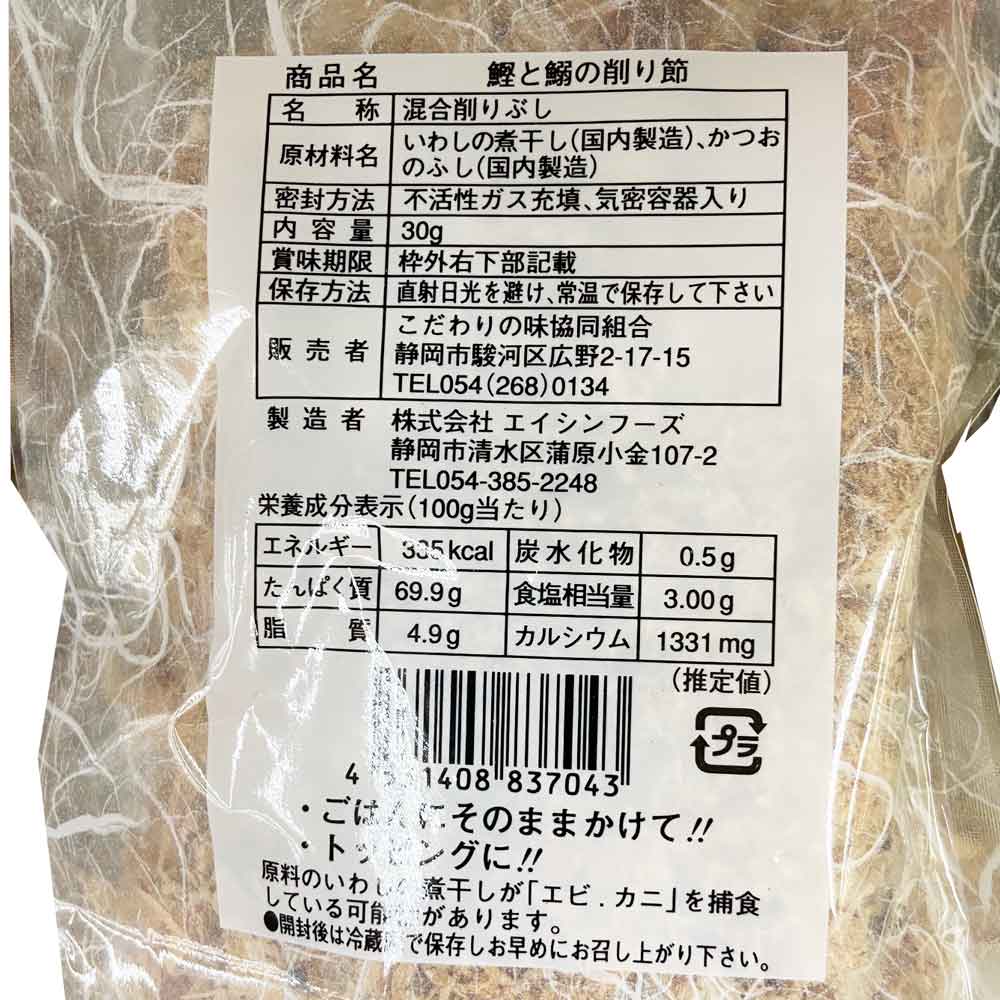 商品名 鰹と鰯の削り節
名称 混合削りぶし
原材料名 いわしの煮干し(国内製造)、かつお
のふし(国内製造)
密封方法 不活性ガス充填、気密容器入り
内容量 30g
賞味期限 枠外右下部記載
保存方法 直射日光を避け、常温で保存して下さい
販売者 こだわりの味協同組合
静岡市駿河区広野2-17-15
TEL054(268)0134
製造者 株式会社 エイシンフーズ
静岡市清水区蒲原小金107-2
TEL054-385-2248
栄養成分表示(100g当たり)
エネルギー kcal 炭水化物 0.5g
たんぱく質 69.9g 食塩相当量 3.00g
脂質 4.9g カルシウム 1331mg
(推定値)
プラ
1408 837043
・ごはんにそのままかけて!!
・トッピングに!!
原料のいわしの煮干しが「エビ.カニ」を捕食
している可能性があります。
●開封後は冷蔵庫で保存しお早めにお召し上がり下さい。